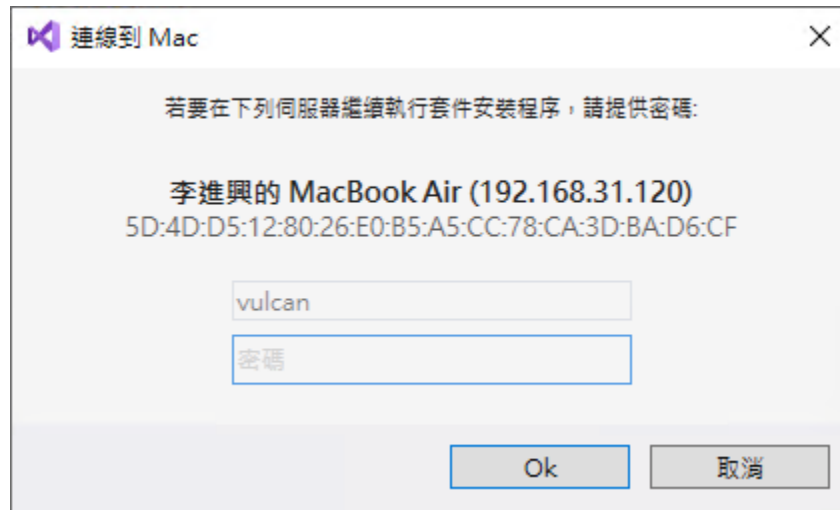 連線到 Mac
若要在下列伺服器繼續執行套件安裝程序，請提供密碼:
李進興的 MacBook Air (192.168.31.120)
5D:4D:D5:12:80:26:E0:B5:A5:CC:78:CA:3D:BA:D6:CF
vulcan
密碼
Ok
取消